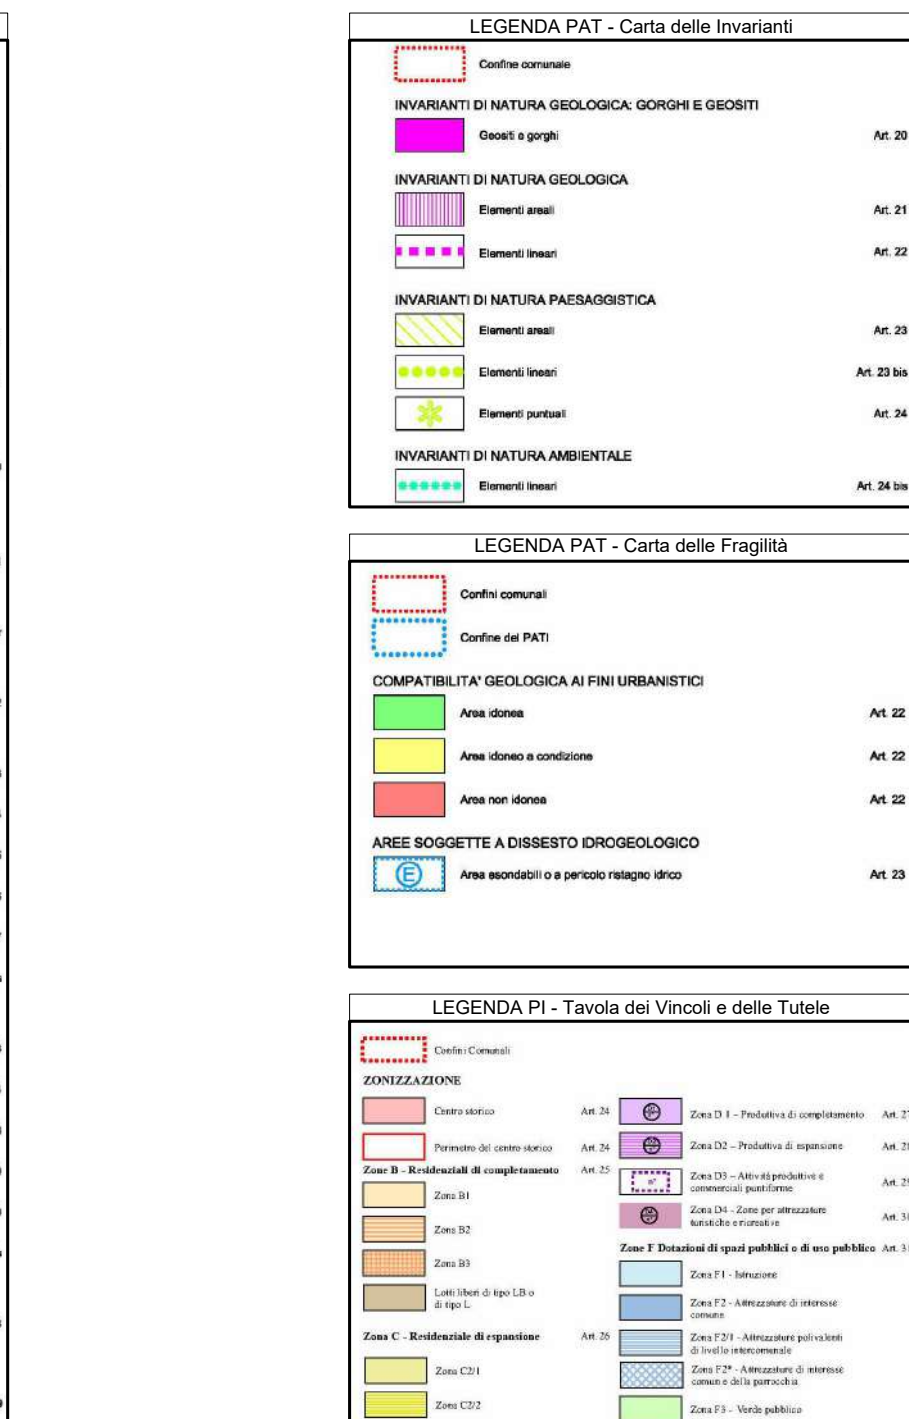 LEGENDA PAT - Carta delle Invarianti
Confine comunale
INVARIANTI DI NATURA GEOLOGICA: GORGHI E GEOSITI
Geositi e gorghi Art. 20
INVARIANTI DI NATURA GEOLOGICA
Elementi areali Art. 21
Elementi lineari Art. 22
INVARIANTI DI NATURA PAESAGGISTICA
Elementi areali Art. 23
Elementi lineari Art. 23 bis
Elementi puntuali Art. 24
INVARIANTI DI NATURA AMBIENTALE
Elementi lineari Art. 24 bis
LEGENDA PAT - Carta delle Fragilità
Confini comunali
Confine del PATI
COMPATIBILITA' GEOLOGICA AI FINI URBANISTICI
Area idonea Art. 22
Area idoneo a condizione Art. 22
Area non idonea Art. 22
AREE SOGGETTE A DISSESTO IDROGEOLOGICO
E Area esondabili o a pericolo ristagno idrico Art. 23
LEGENDA PI - Tavola dei Vincoli e delle Tutele
Confini Comunali
ZONIZZAZIONE
Centro storico Art. 24
Perimetro del centro storico Art. 24
Zone B - Residenziali di completamento Art. 25
Zona B1
Zona B2
Zona B3
Lotti liberi di tipo LB o
di tipo L
Zona C - Residenziale di espansione Art. 26
Zona C2/1
Zona C2/2
Zona D 1 – Produttiva di completamento Art. 27
Zona D2 – Produttiva di espansione Art. 28
n° Zona D3 – Attività produttive e
commerciali puntiforme Art. 29
Zona D4 - Zone per attrezzature
turistiche e ricreative Art. 30
Zone F Dotazioni di spazi pubblici o di uso pubblico Art. 31
Zona F1 - Istruzione
Zona F2 - Attrezzature di interesse
comune
Zona F2/1 - Attrezzature polivalenti
di livello intercomunale
Zona F2* - Attrezzature di interesse
comune della parrocchia
Zona F3 – Verde pubblico